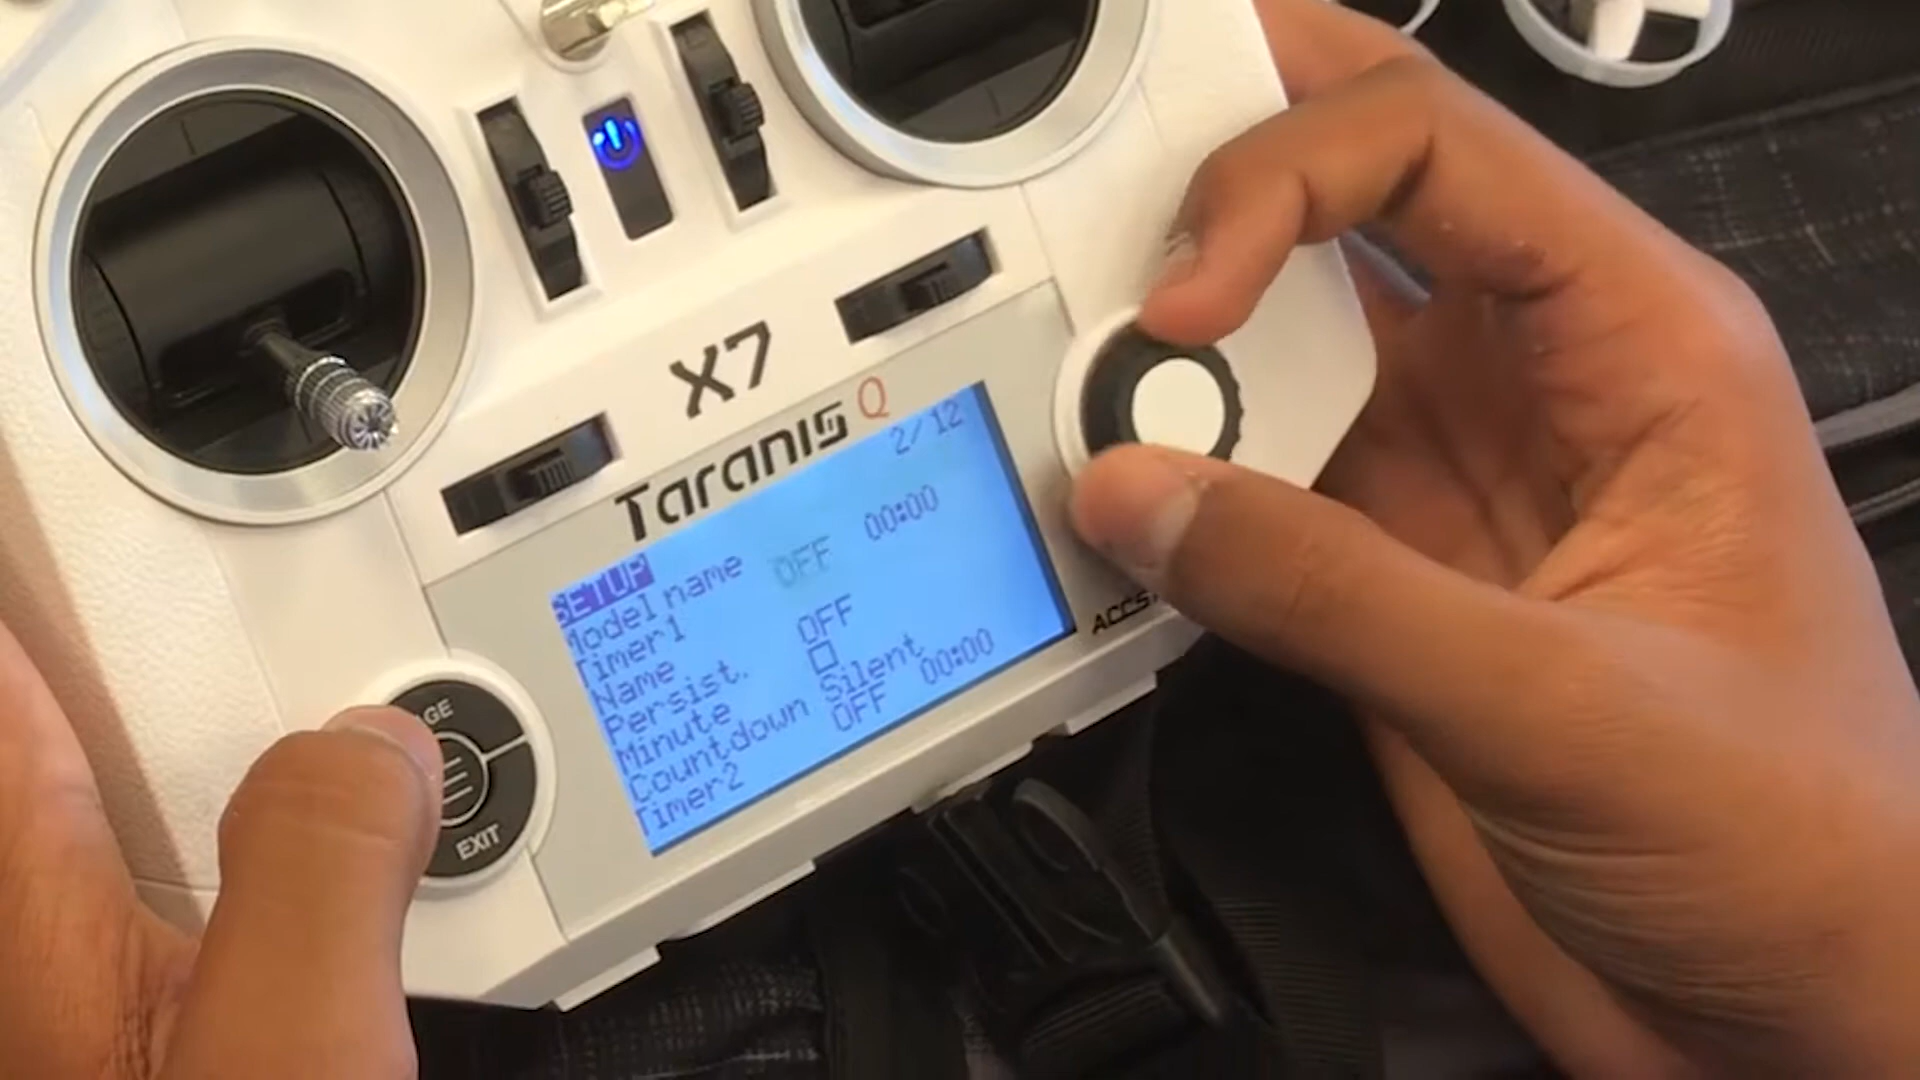 X7
Taranis Q
SETUP 2/12
Model name
Timer1 OFF 00:00
Name
Persist. OFF
Minute
Countdown Silent
Timer2 OFF 00:00
EXIT